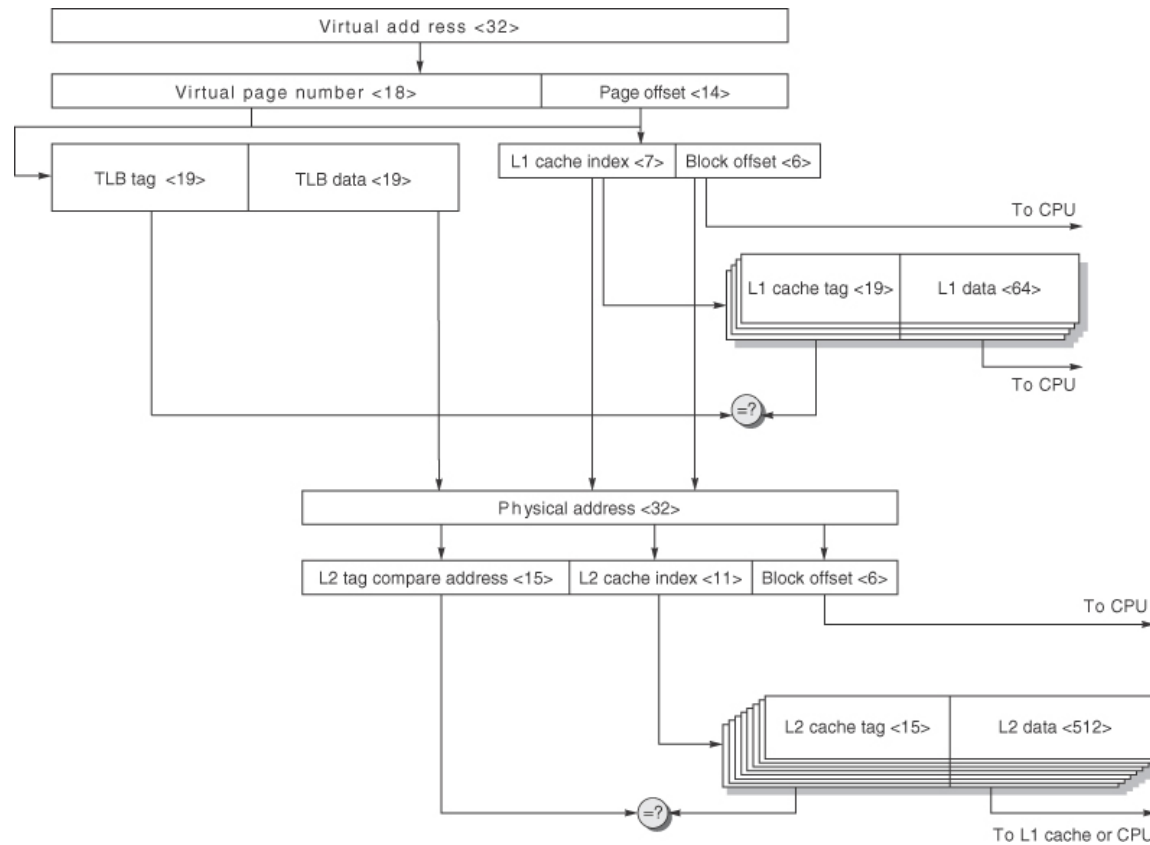 Virtual add ress <32>
Virtual page number <18>
Page offset <14>
TLB tag <19>
TLB data <19>
L1 cache index <7>
Block offset <6>
To CPU
L1 cache tag <19>
L1 data <64>
To CPU
=?
Physical address <32>
L2 tag compare address <15>
L2 cache index <11>
Block offset <6>
To CPU
L2 cache tag <15>
L2 data <512>
=?
To L1 cache or CPU